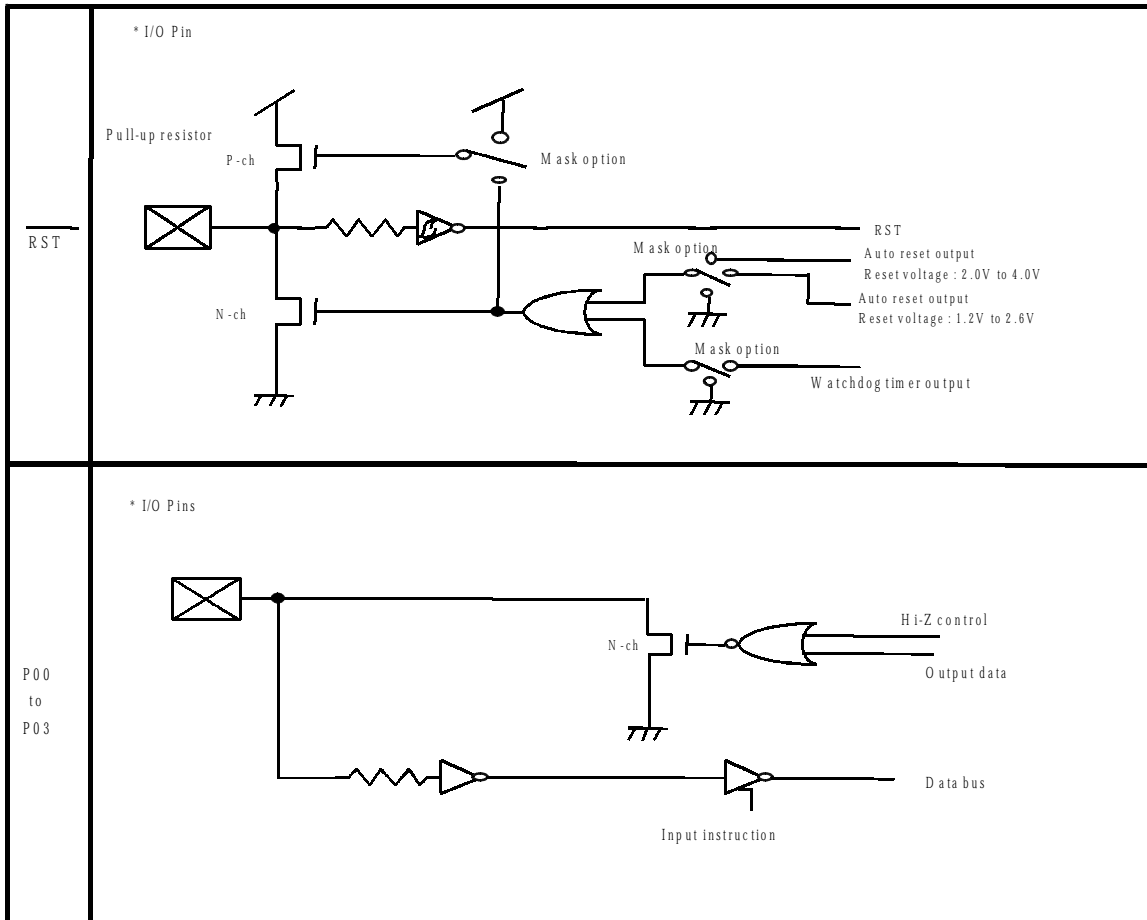 * I/O Pin
Pull-up resistor
P-ch
Mask option
RST
RST
Mask option
Auto reset output
Reset voltage : 2.0V to 4.0V
Auto reset output
Reset voltage : 1.2V to 2.6V
N-ch
Mask option
Watchdog timer output
* I/O Pins
Hi-Z control
N-ch
Output data
P00
to
P03
Data bus
Input instruction